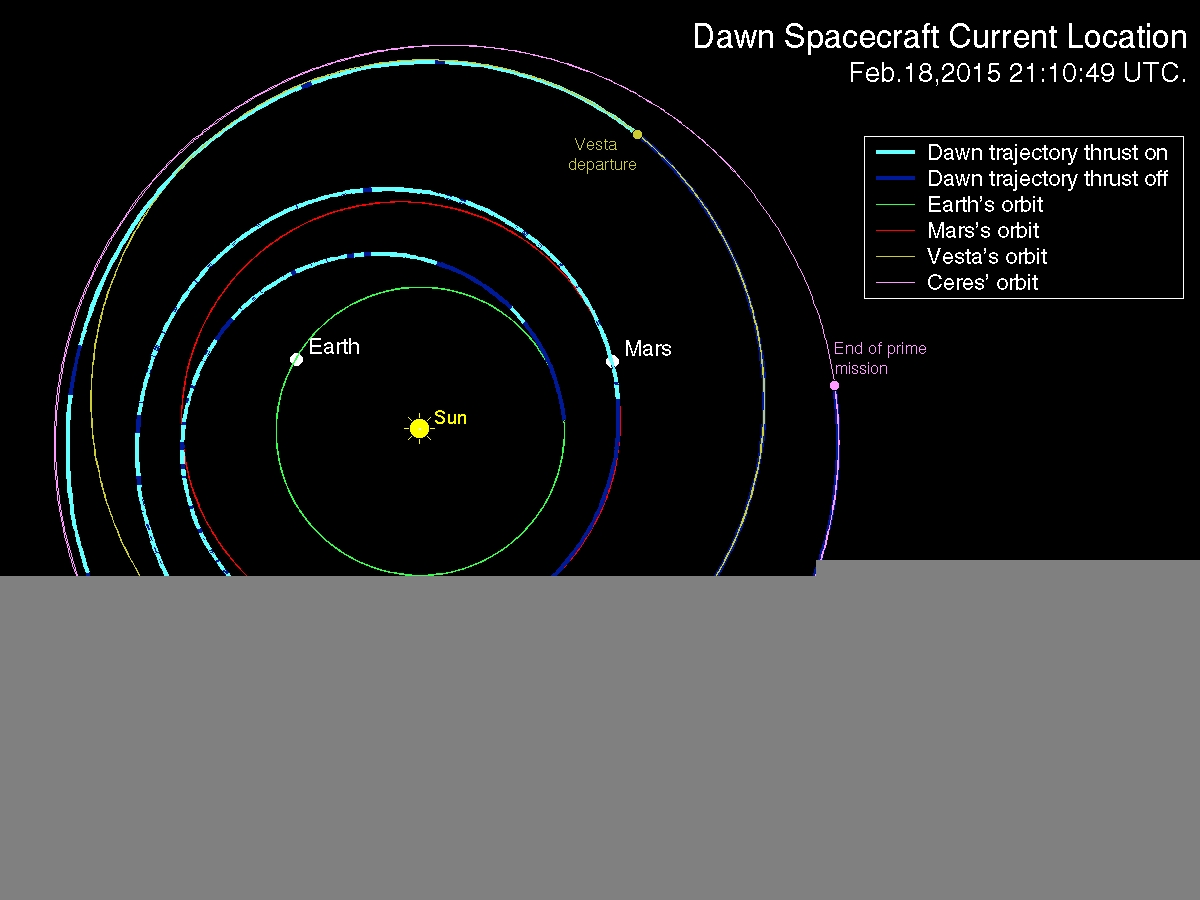 Dawn Spacecraft Current Location
Feb.18,2015 21:10:49 UTC.
Vesta
departure
Dawn trajectory thrust on
Dawn trajectory thrust off
Earth's orbit
Mars's orbit
Vesta's orbit
Ceres' orbit
Earth
Mars
End of prime
mission
Sun